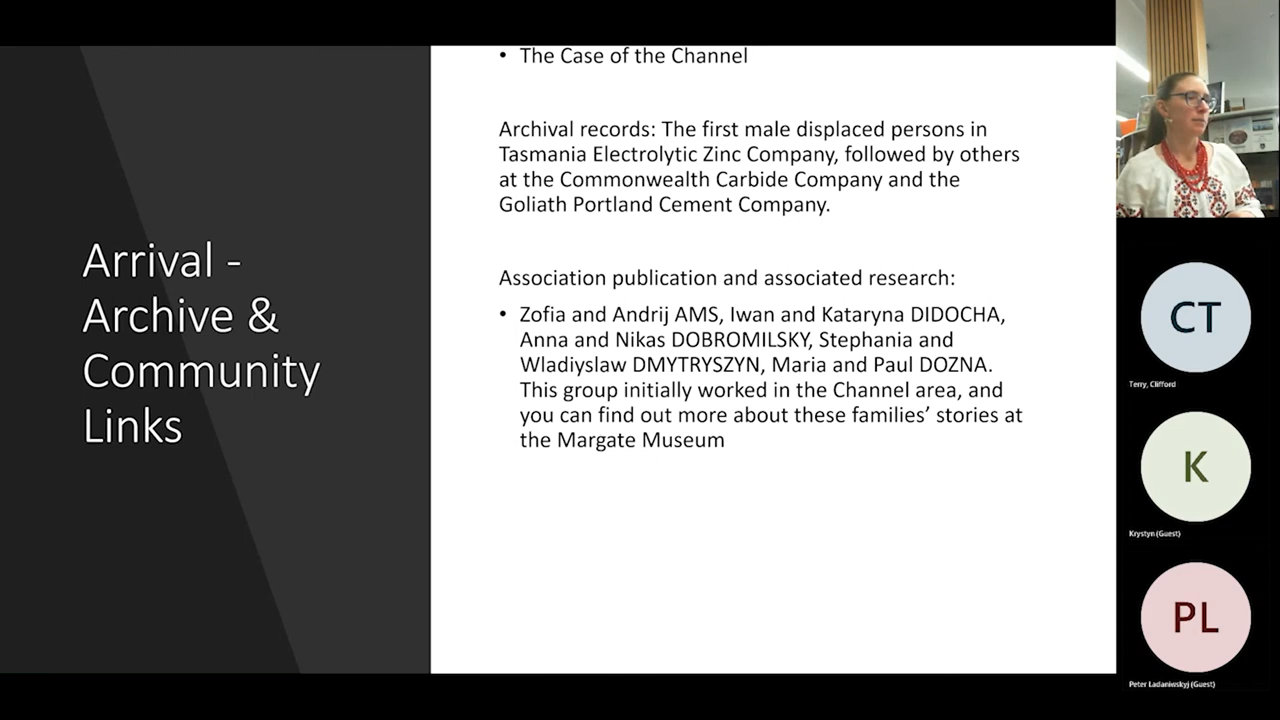 Arrival -
Archive &
Community
Links
• The Case of the Channel
Archival records: The first male displaced persons in
Tasmania Electrolytic Zinc Company, followed by others
at the Commonwealth Carbide Company and the
Goliath Portland Cement Company.
Association publication and associated research:
• Zofia and Andrij AMS, Iwan and Kataryna DIDOCHA,
Anna and Nikas DOBROMILSKY, Stephania and
Wladiyslaw DMYTRYSZYN, Maria and Paul DOZNA.
This group initially worked in the Channel area, and
you can find out more about these families’ stories at
the Margate Museum
CT
Terry, Clifford
K
Krystyn (Guest)
PL
Peter Ladaniwskyj (Guest)